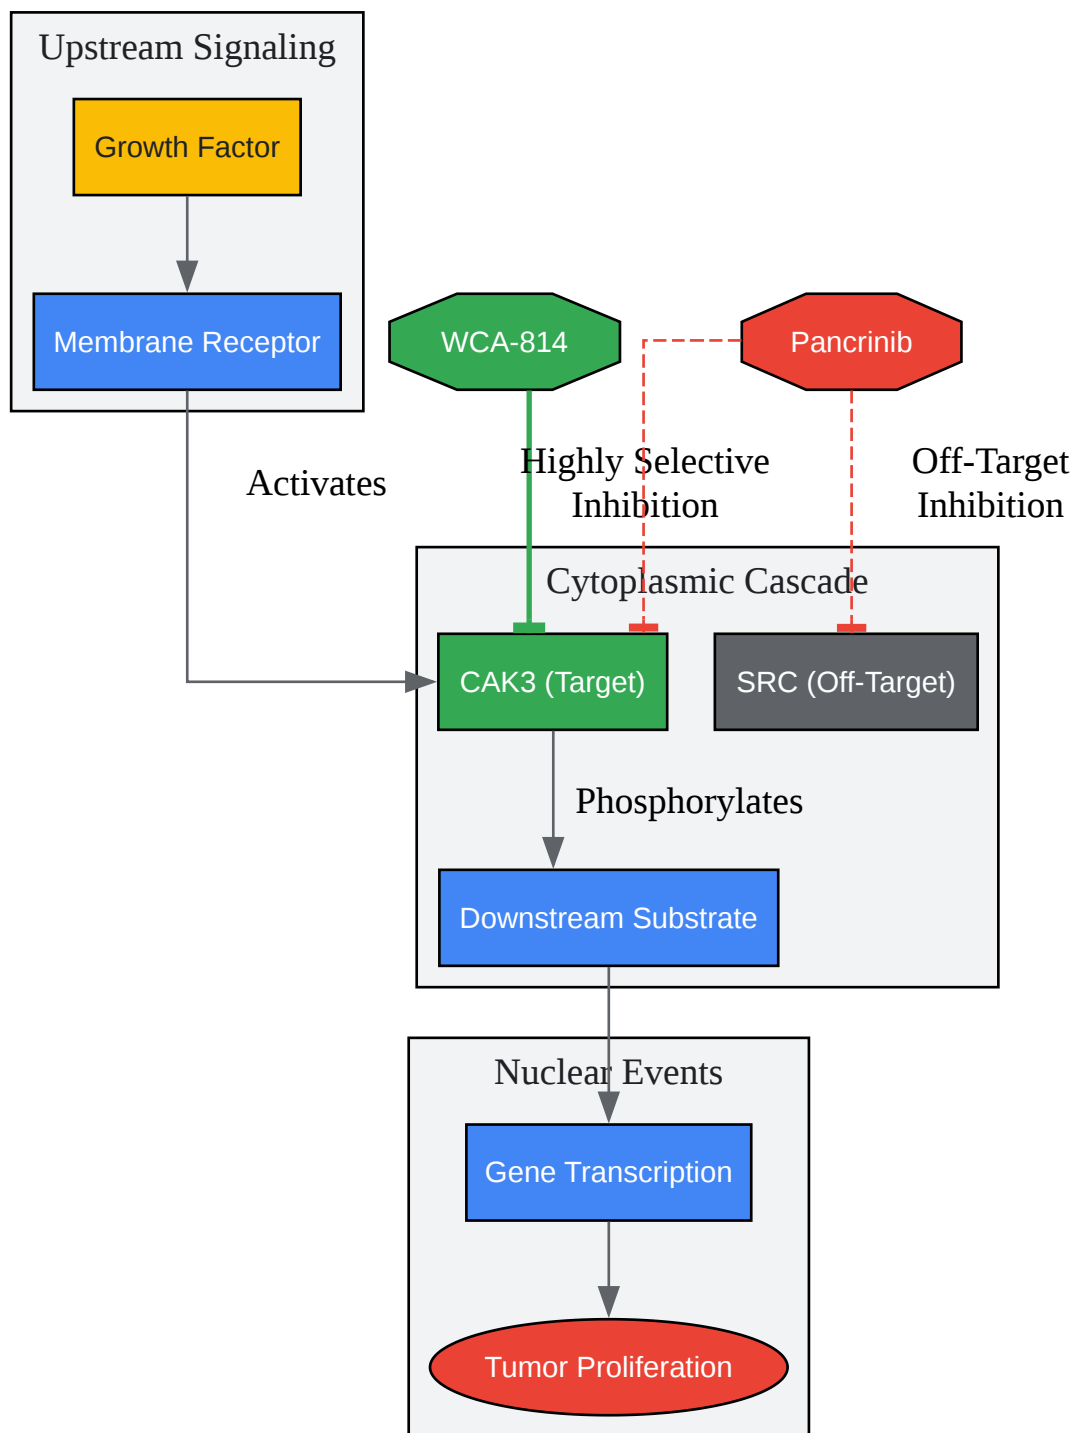 Upstream Signaling
Growth Factor
Membrane Receptor
WCA-814
Pancrinib
Activates
Highly Selective
Inhibition
Off-Target
Inhibition
Cytoplasmic Cascade
CAK3 (Target)
SRC (Off-Target)
Phosphorylates
Downstream Substrate
Nuclear Events
Gene Transcription
Tumor Proliferation